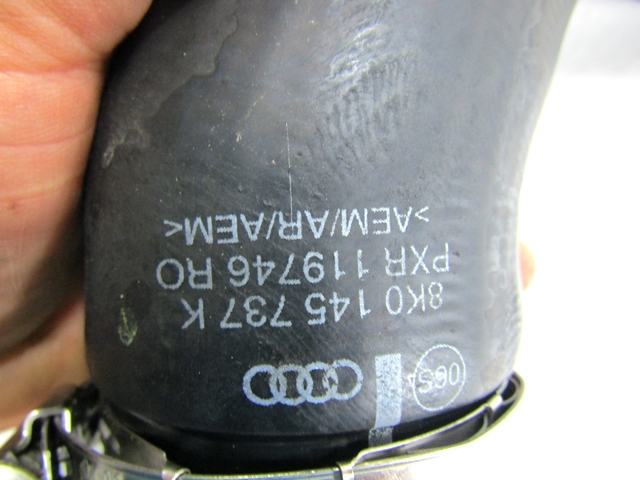 8K0 145 737 K
PXR 119746 RO
>AEM/AR/AEM<